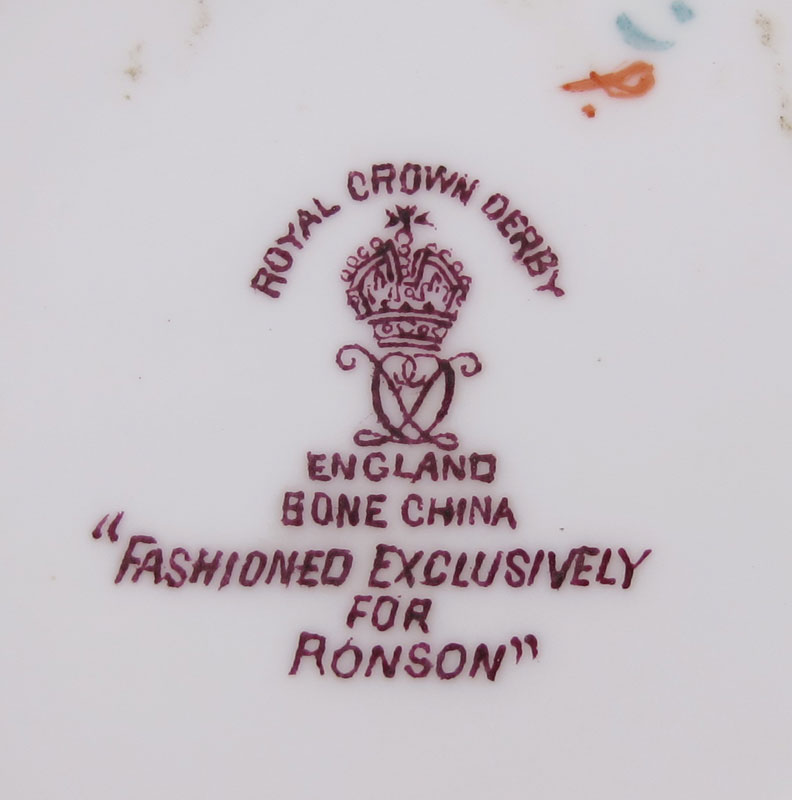 ROYAL CROWN DERBY
ENGLAND
BONE CHINA
"FASHIONED EXCLUSIVELY
FOR
RONSON"